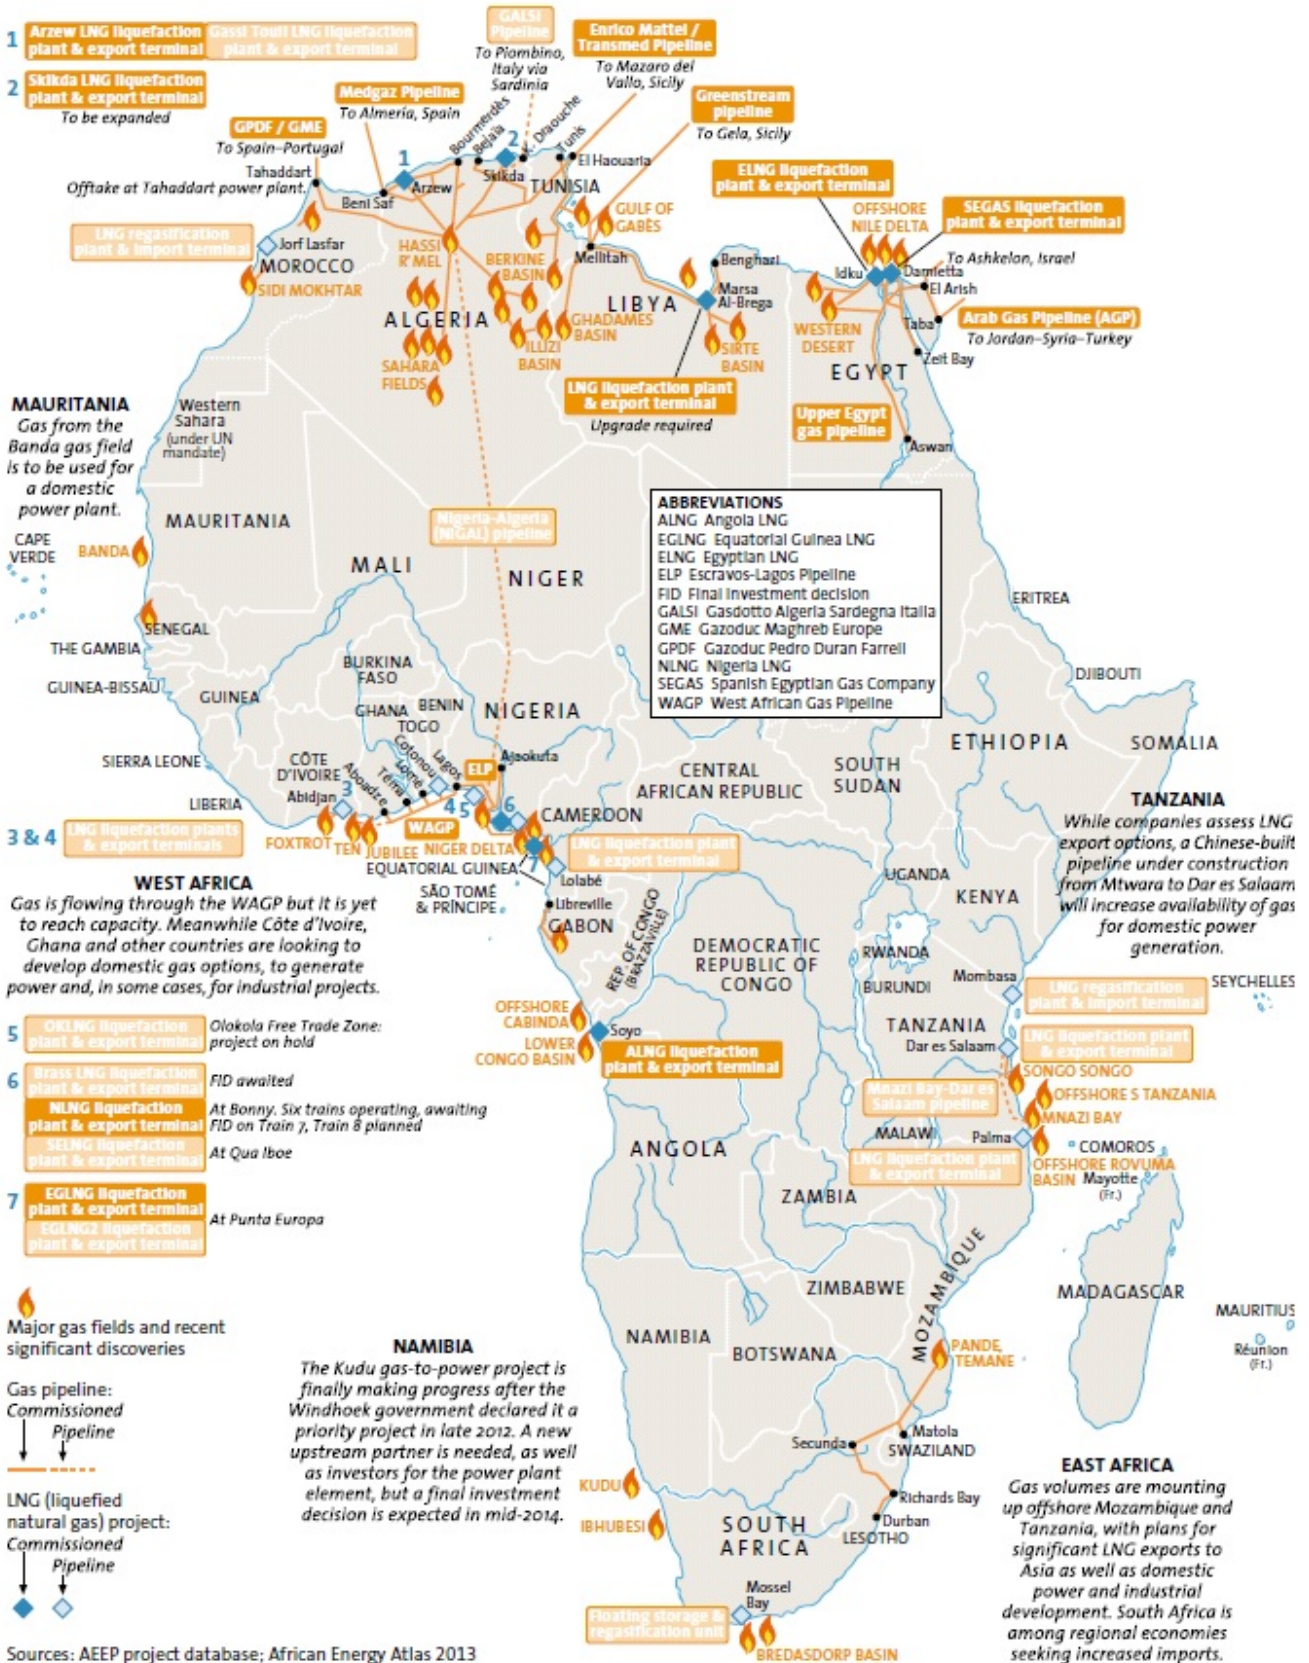 1
Arzew LNG liquefaction
plant & export terminal
Gassi Touil LNG liquefaction
plant & export terminal
2
Skikda LNG liquefaction
plant & export terminal
To be expanded
GALSI
Pipeline
To Piombino,
Italy via
Sardinia
Enrico Mattei /
Transmed Pipeline
To Mazaro del
Vallo, Sicily
Medgaz Pipeline
To Almería, Spain
Greenstream
pipeline
To Gela, Sicily
GPDF / GME
To Spain–Portugal
Tahaddart
Offtake at Tahaddart power plant.
Beni Saf
1
Arzew
Boumerdès
Bejaïa
2
Skikda
K. Draouche
Tunis
El Haouaria
TUNISIA
ELNG liquefaction
plant & export terminal
SEGAS liquefaction
plant & export terminal
OFFSHORE
NILE DELTA
To Ashkelon, Israel
LNG regasification
plant & import terminal
Jorf Lasfar
MOROCCO
SIDI MOKHTAR
HASSI
R'MEL
BERKINE
BASIN
GULF OF
GABÈS
Mellitah
Benghazi
Marsa
Al-Brega
LIBYA
Idku
Damietta
El Arish
Taba
Arab Gas Pipeline (AGP)
To Jordan–Syria–Turkey
Zeit Bay
WESTERN
DESERT
EGYPT
ALGERIA
SAHARA
FIELDS
ILLIZI
BASIN
GHADAMES
BASIN
SIRTE
BASIN
LNG liquefaction plant
& export terminal
Upgrade required
Upper Egypt
gas pipeline
Aswan
MAURITANIA
Gas from the
Banda gas field
is to be used for
a domestic
power plant.
Western
Sahara
(under UN
mandate)
MAURITANIA
CAPE
VERDE
BANDA
MALI
NIGER
Nigeria-Algeria
(NIGAL) pipeline
ABBREVIATIONS
ALNG Angola LNG
EGLNG Equatorial Guinea LNG
ELNG Egyptian LNG
ELP Escravos-Lagos Pipeline
FID Final investment decision
GALSI Gasdotto Algeria Sardegna Italia
GME Gazoduc Maghreb Europe
GPDF Gazoduc Pedro Duran Farrell
NLNG Nigeria LNG
SEGAS Spanish Egyptian Gas Company
WAGP West African Gas Pipeline
ERITREA
DJIBOUTI
SENEGAL
THE GAMBIA
GUINEA-BISSAU
GUINEA
BURKINA
FASO
GHANA
BENIN
TOGO
NIGERIA
SIERRA LEONE
LIBERIA
CÔTE
D'IVOIRE
Abidjan
3
Aboadze
Téma
Lomé
Cotonou
Lagos
ELP
Ajaokuta
4
5
6
7
WAGP
FOXTROT
TEN
JUBILEE
NIGER DELTA
CAMEROON
CENTRAL
AFRICAN REPUBLIC
SOUTH
SUDAN
ETHIOPIA
SOMALIA
3 & 4
LNG liquefaction plants
& export terminals
LNG liquefaction plant
& export terminal
EQUATORIAL GUINEA
SÃO TOMÉ
& PRÍNCIPE
Lolabé
Libreville
GABON
REP. OF CONGO
(BRAZZAVILLE)
TANZANIA
While companies assess LNG
export options, a Chinese-built
pipeline under construction
from Mtwara to Dar es Salaam
will increase availability of gas
for domestic power
generation.
WEST AFRICA
Gas is flowing through the WAGP but it is yet
to reach capacity. Meanwhile Côte d'Ivoire,
Ghana and other countries are looking to
develop domestic gas options, to generate
power and, in some cases, for industrial projects.
UGANDA
KENYA
DEMOCRATIC
REPUBLIC OF
CONGO
RWANDA
BURUNDI
Mombasa
LNG regasification
plant & import terminal
SEYCHELLES
TANZANIA
Dar es Salaam
LNG liquefaction plant
& export terminal
5
OKLNG liquefaction
plant & export terminal
Olokola Free Trade Zone:
project on hold
OFFSHORE
CABINDA
LOWER
CONGO BASIN
Soyo
ALNG liquefaction
plant & export terminal
6
Brass LNG liquefaction
plant & export terminal
FID awaited
NLNG liquefaction
plant & export terminal
At Bonny. Six trains operating, awaiting
FID on Train 7, Train 8 planned
SELNG liquefaction
plant & export terminal
At Qua Iboe
7
EGLNG liquefaction
plant & export terminal
EGLNG2 liquefaction
plant & export terminal
At Punta Europa
SONGO SONGO
OFFSHORE S TANZANIA
Mnazi Bay-Dar es
Salaam pipeline
MNAZI BAY
MALAWI
Palma
COMOROS
LNG liquefaction plant
& export terminal
OFFSHORE ROVUMA
BASIN
Mayotte
(Fr.)
ANGOLA
ZAMBIA
ZIMBABWE
MOZAMBIQUE
MADAGASCAR
MAURITIUS
Réunion
(Fr.)
Major gas fields and recent
significant discoveries
Gas pipeline:
Commissioned
Pipeline
LNG (liquefied
natural gas) project:
Commissioned
Pipeline
NAMIBIA
The Kudu gas-to-power project is
finally making progress after the
Windhoek government declared it a
priority project in late 2012. A new
upstream partner is needed, as well
as investors for the power plant
element, but a final investment
decision is expected in mid-2014.
NAMIBIA
BOTSWANA
PANDE,
TEMANE
Secunda
Matola
SWAZILAND
KUDU
IBHUBESI
SOUTH
AFRICA
Richards Bay
Durban
LESOTHO
Mossel
Bay
Floating storage &
regasification unit
BREDASDORP BASIN
EAST AFRICA
Gas volumes are mounting
up offshore Mozambique and
Tanzania, with plans for
significant LNG exports to
Asia as well as domestic
power and industrial
development. South Africa is
among regional economies
seeking increased imports.
Sources: AEEP project database; African Energy Atlas 2013